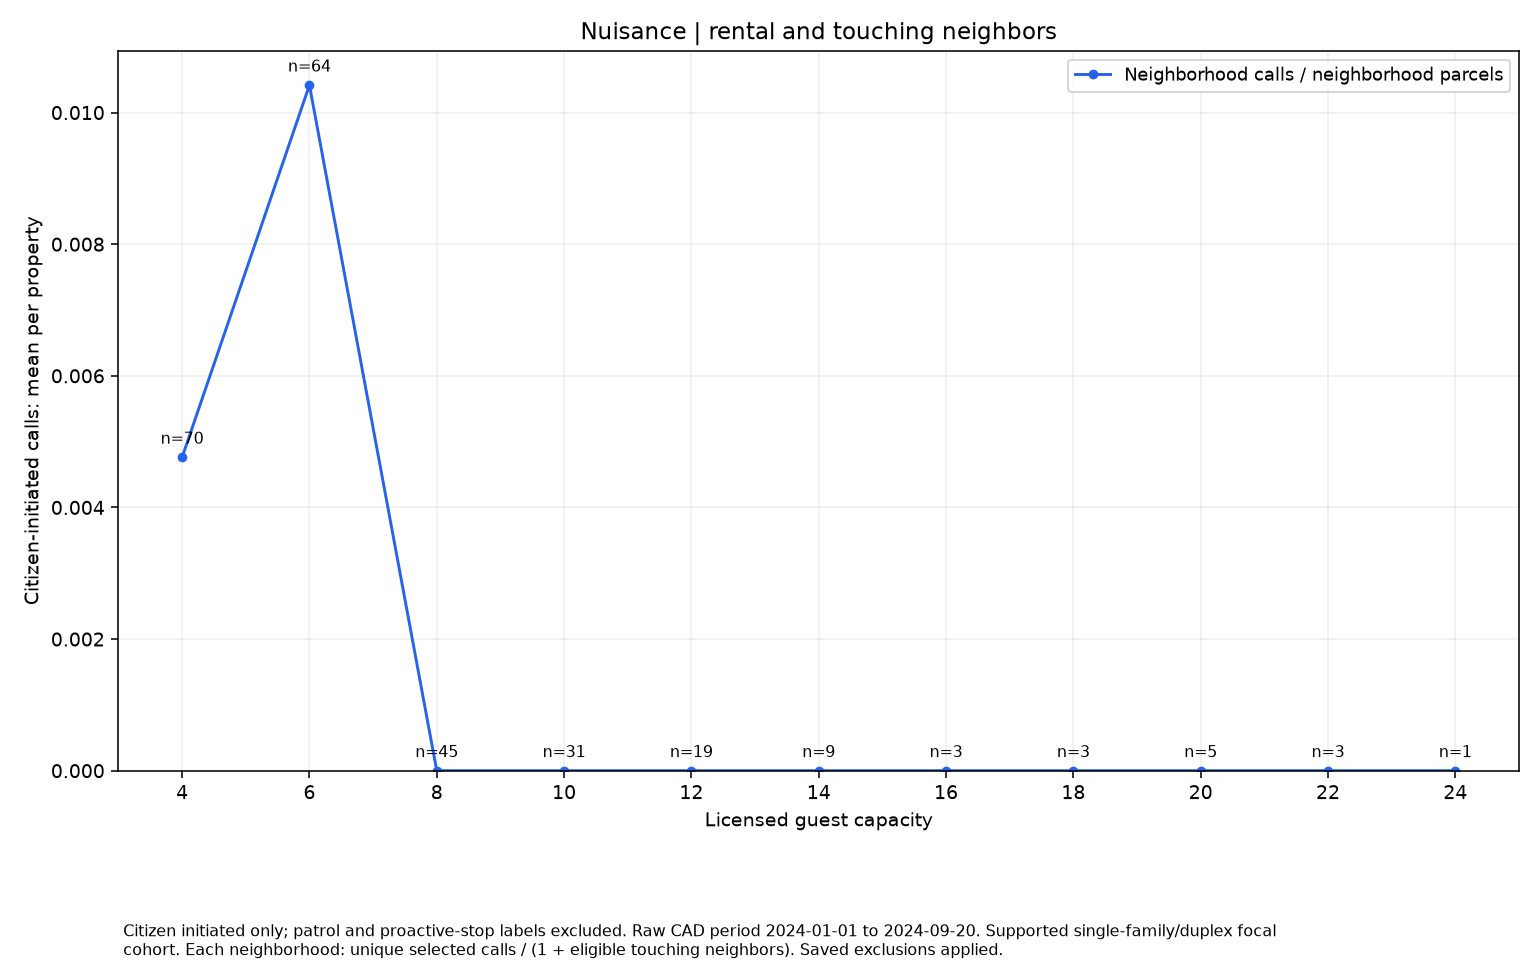 Nuisance | rental and touching neighbors
Neighborhood calls / neighborhood parcels
Citizen-initiated calls: mean per property
0.010
0.008
0.006
0.004
0.002
0.000
n=70
n=64
n=45
n=31
n=19
n=9
n=3
n=3
n=5
n=3
n=1
4 6 8 10 12 14 16 18 20 22 24
Licensed guest capacity
Citizen initiated only; patrol and proactive-stop labels excluded. Raw CAD period 2024-01-01 to 2024-09-20. Supported single-family/duplex focal
cohort. Each neighborhood: unique selected calls / (1 + eligible touching neighbors). Saved exclusions applied.